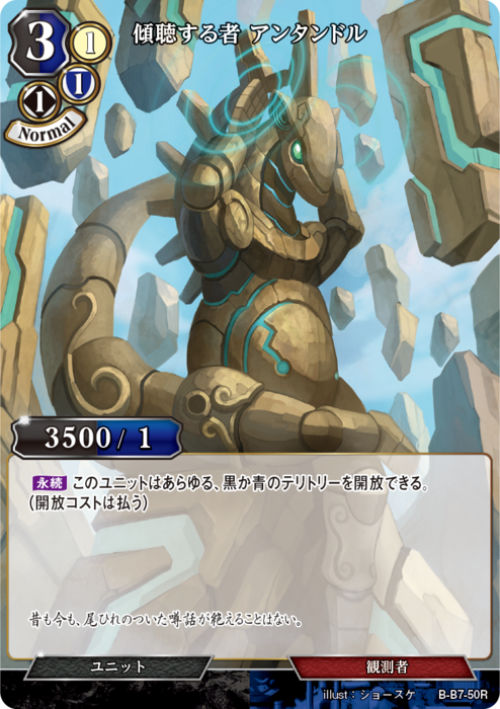 3
傾聴する者 アンタンドル
1
1
1
Normal
3500 / 1
永続 このユニットはあらゆる、黒か青のテリトリーを開放できる。
(開放コストは払う)
昔も今も、尾ひれのついた噂話が絶えることはない。
ユニット
観測者
illust：ショースケ
B-B7-50R